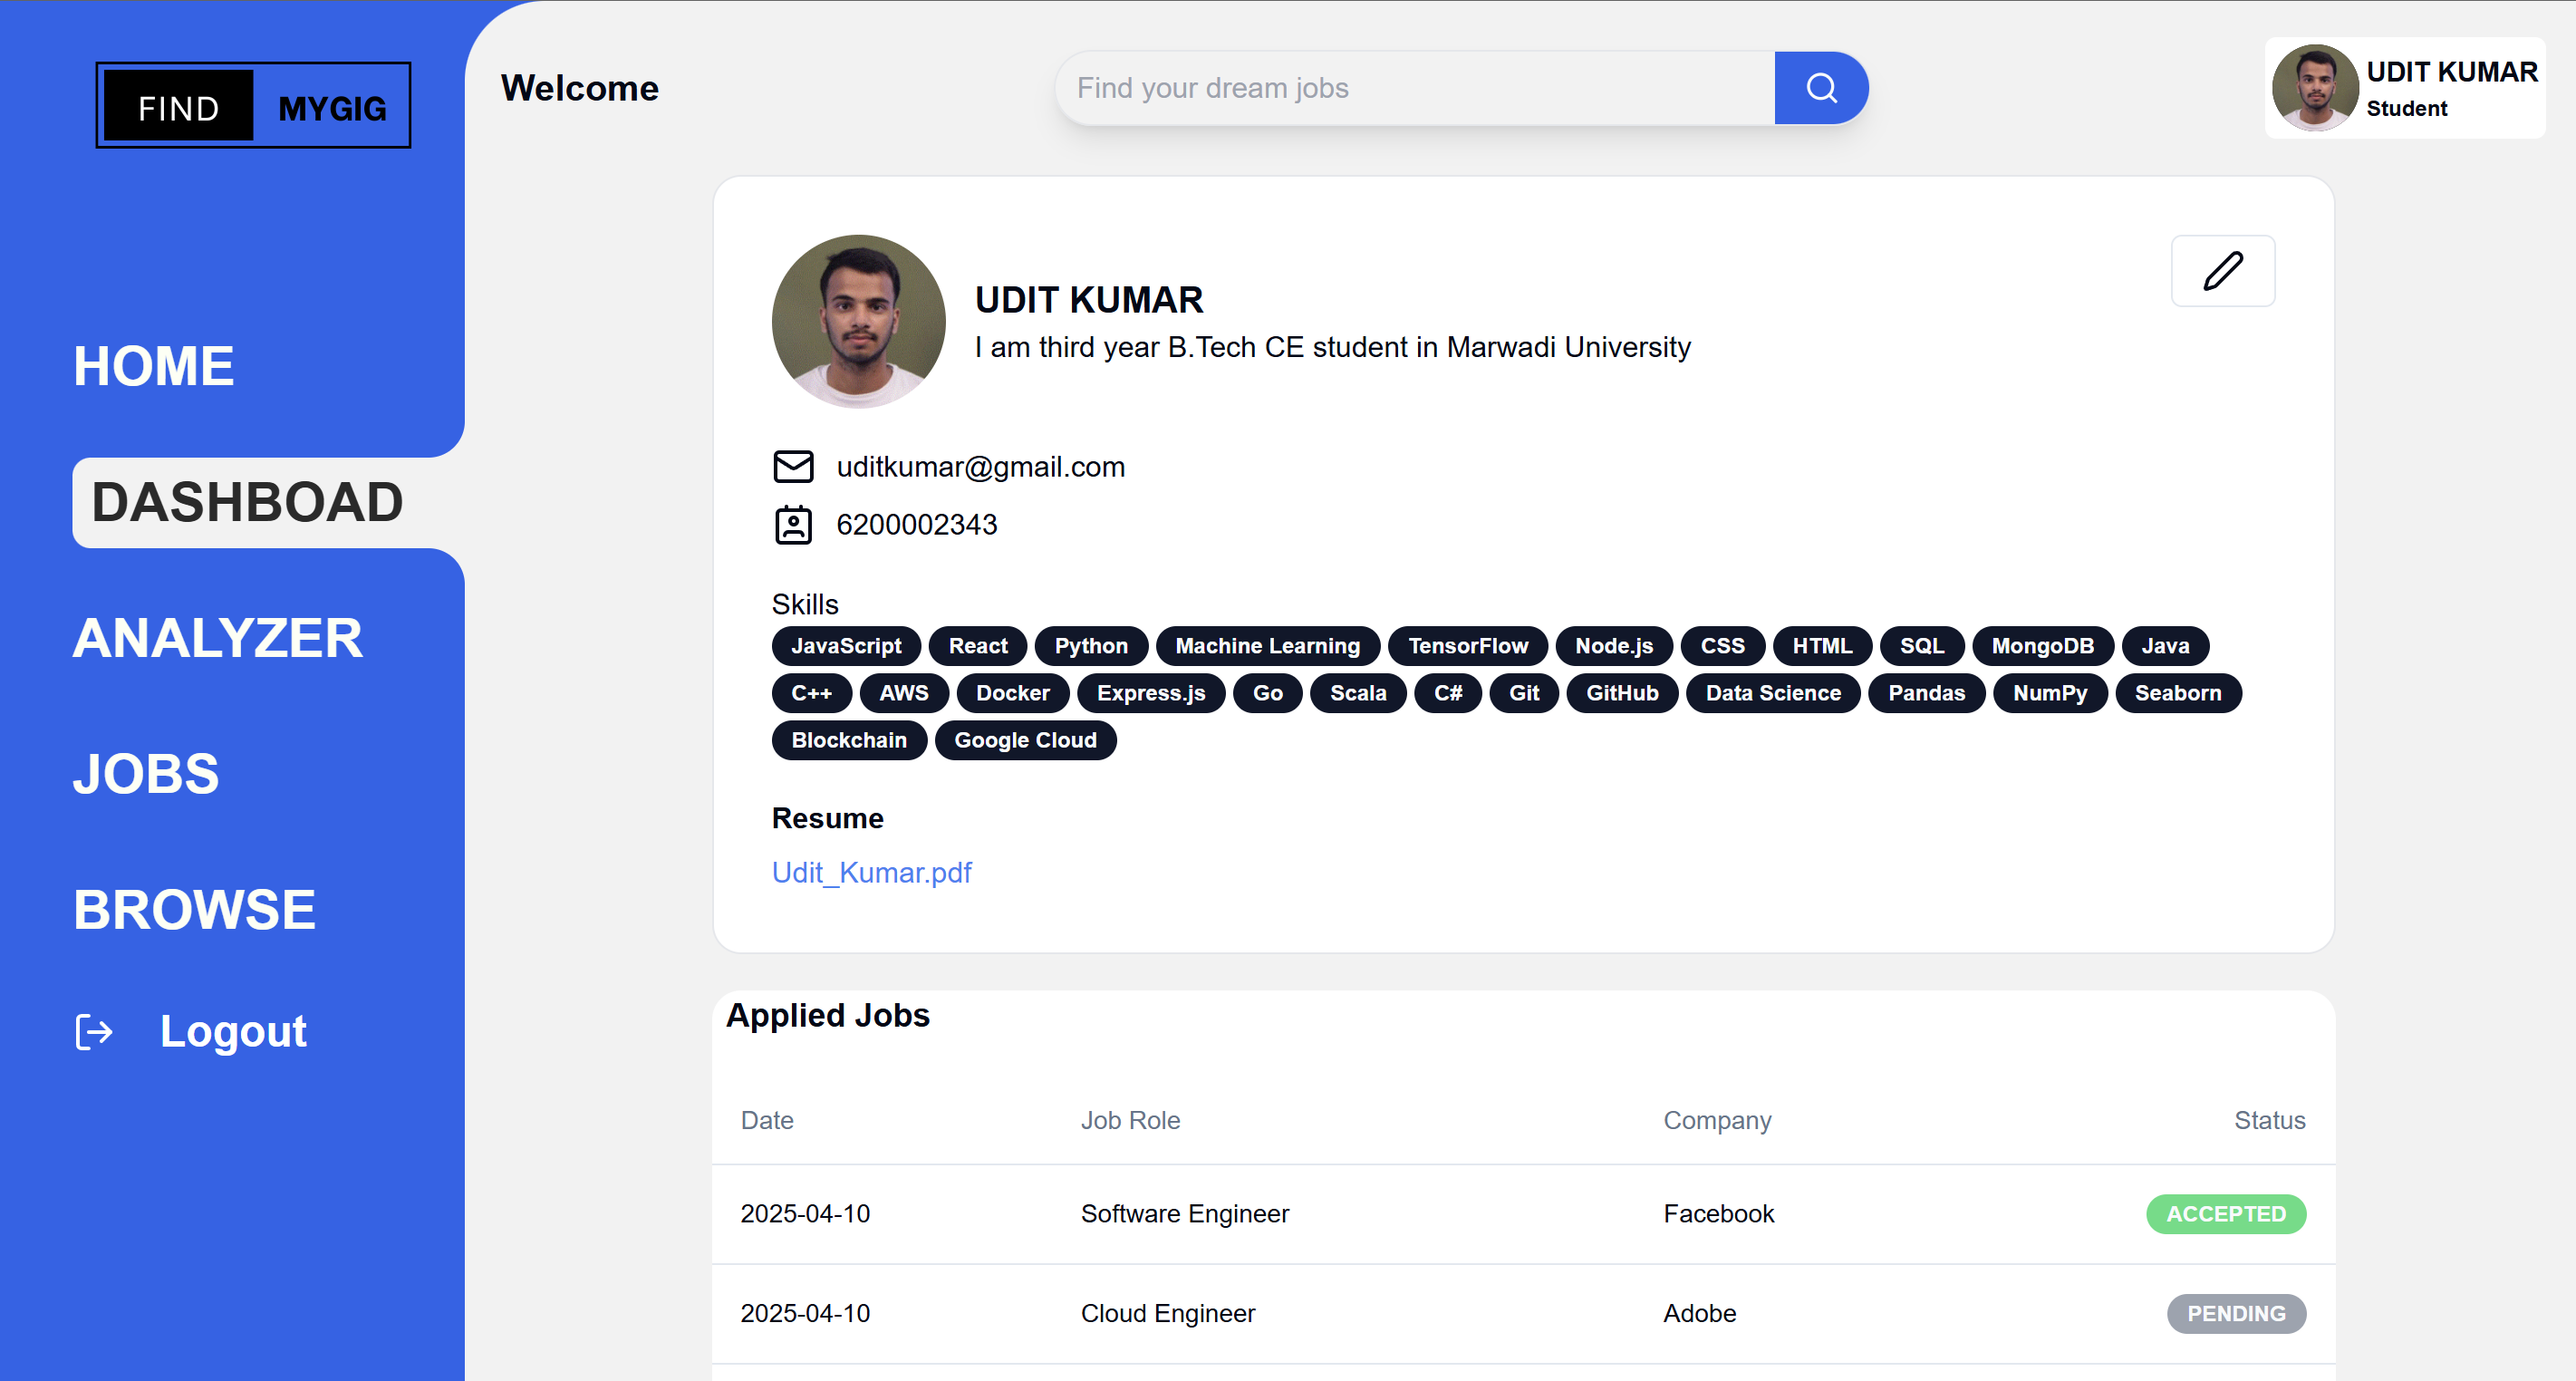 FIND MYGIG
Welcome
Find your dream jobs
UDIT KUMAR
Student
HOME
DASHBOAD
ANALYZER
JOBS
BROWSE
Logout
UDIT KUMAR
I am third year B.Tech CE student in Marwadi University
uditkumar@gmail.com
6200002343
Skills
JavaScript React Python Machine Learning TensorFlow Node.js CSS HTML SQL MongoDB Java
C++ AWS Docker Express.js Go Scala C# Git GitHub Data Science Pandas NumPy Seaborn
Blockchain Google Cloud
Resume
Udit_Kumar.pdf
Applied Jobs
Date Job Role Company Status
2025-04-10 Software Engineer Facebook ACCEPTED
2025-04-10 Cloud Engineer Adobe PENDING